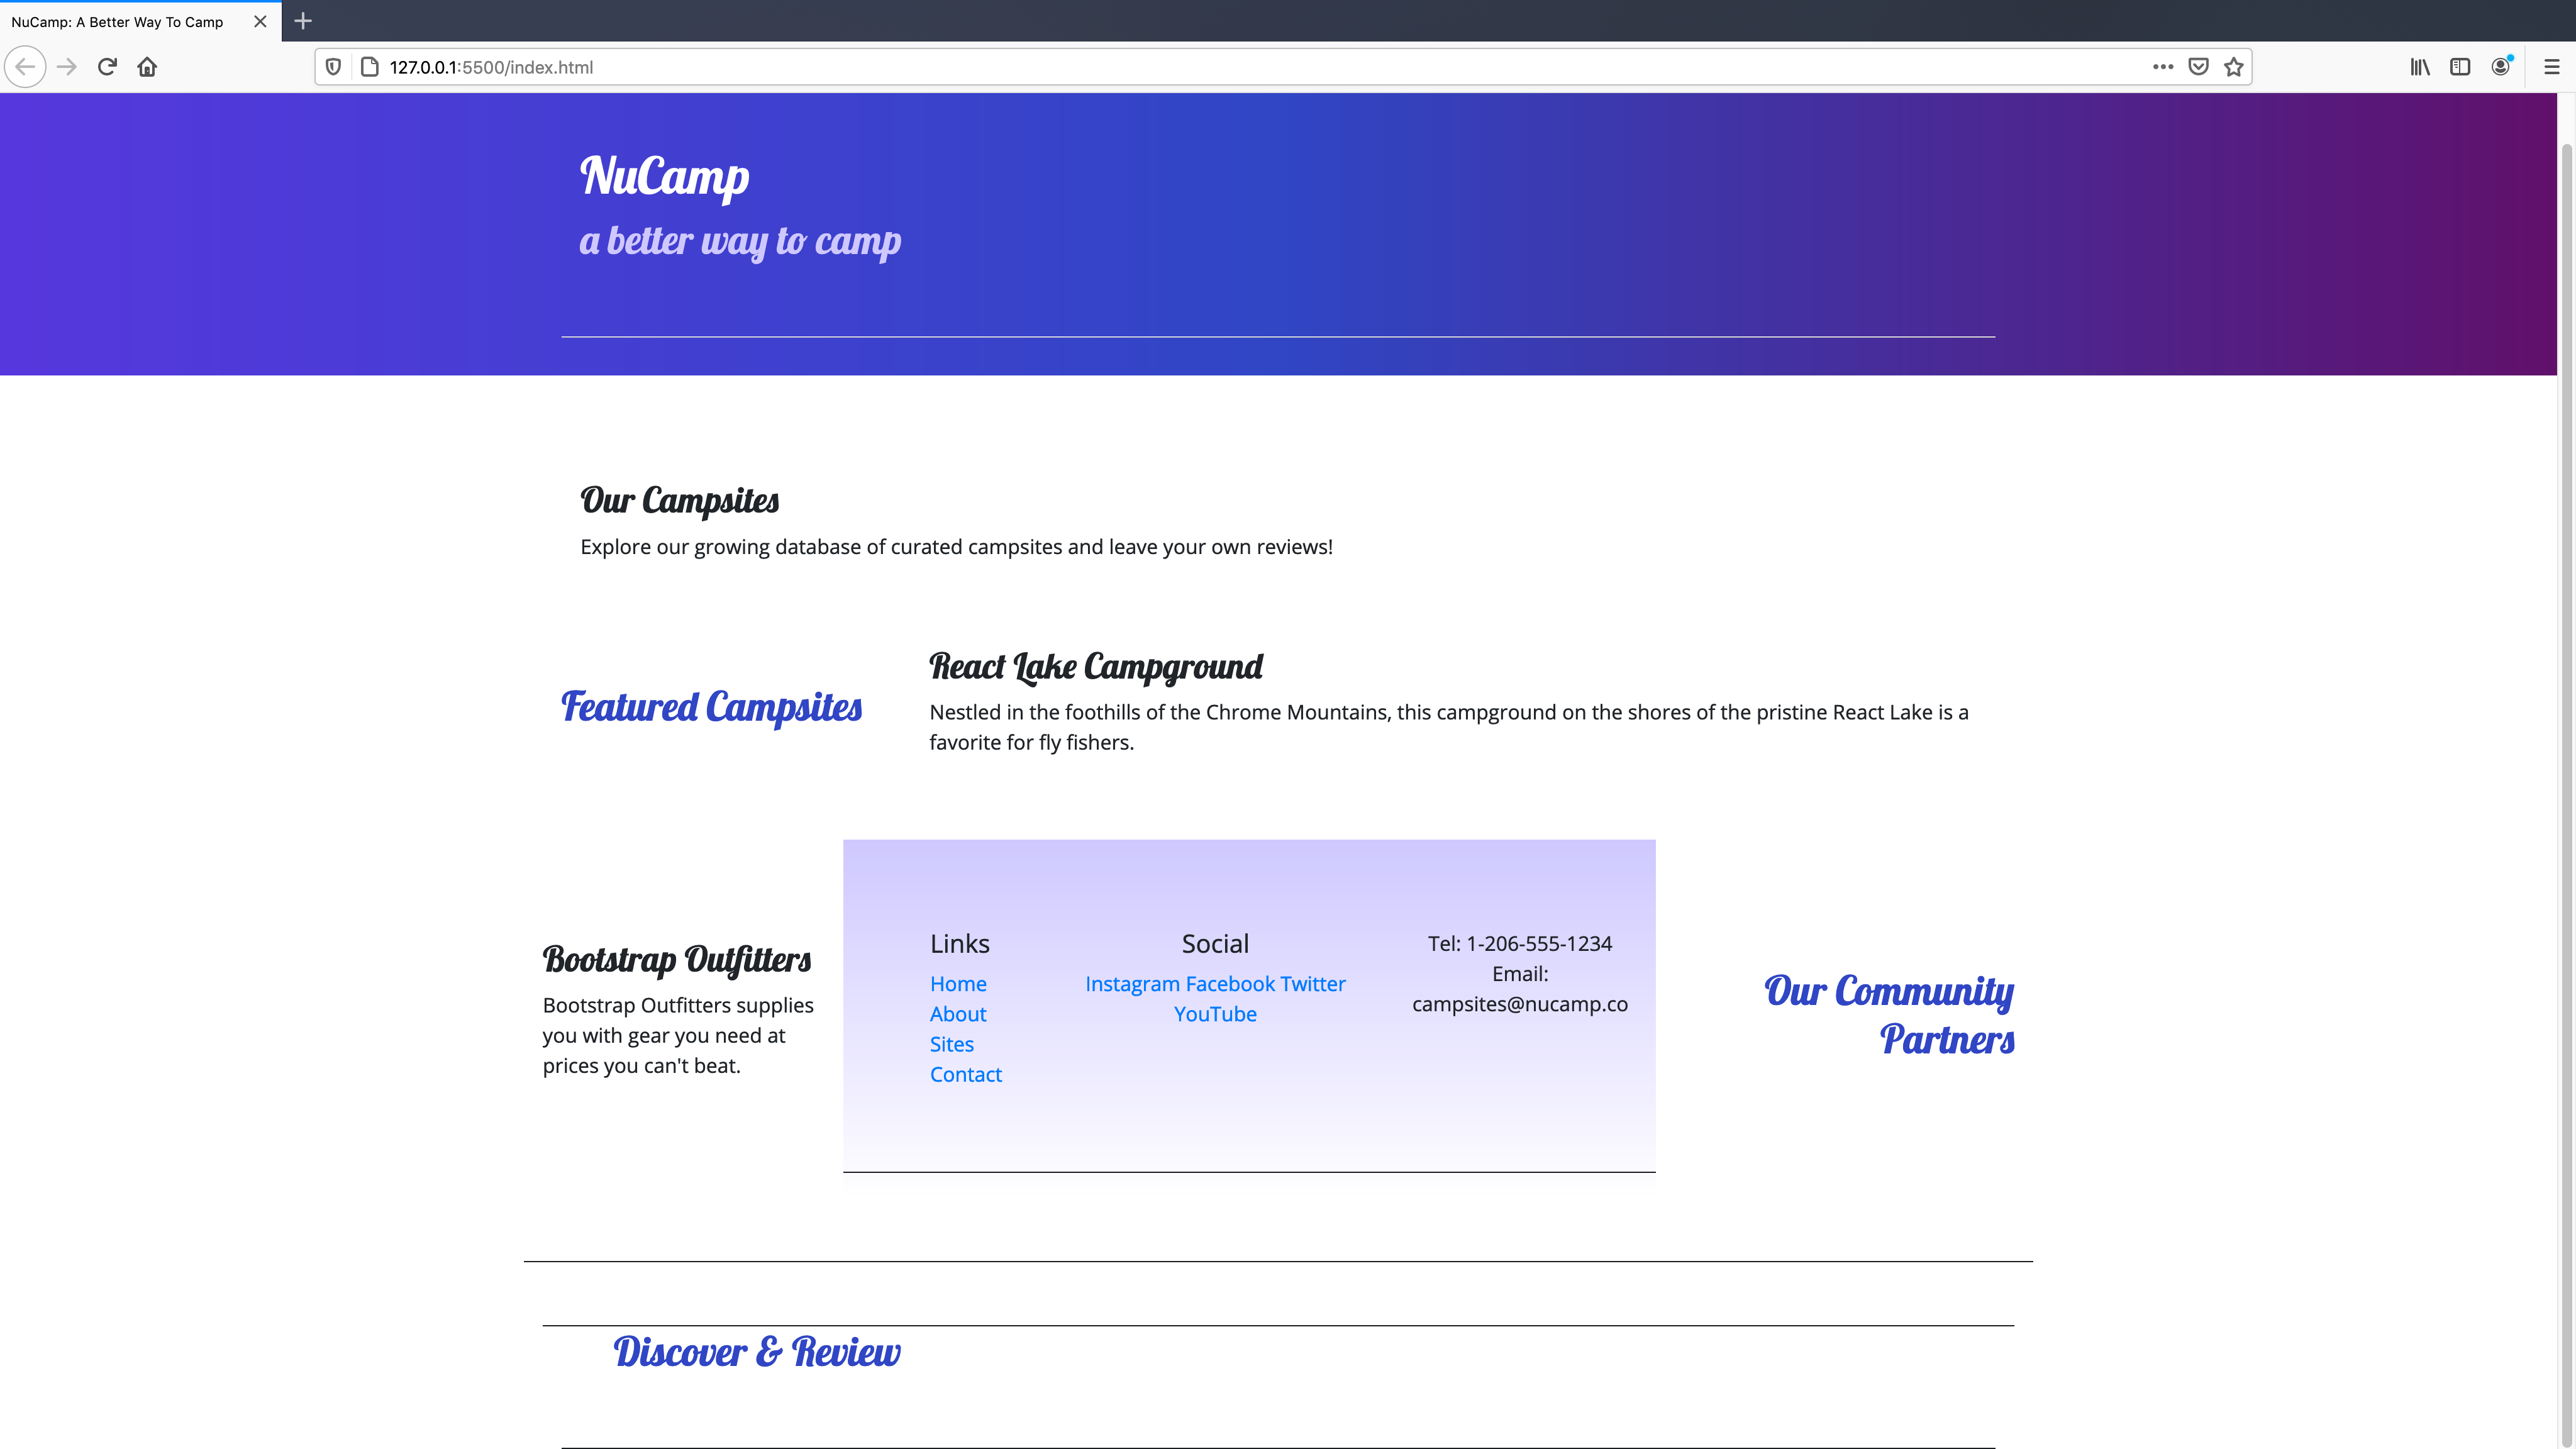 NuCamp: A Better Way To Camp
127.0.0.1:5500/index.html
NuCamp
a better way to camp
Our Campsites
Explore our growing database of curated campsites and leave your own reviews!
Featured Campsites
React Lake Campground
Nestled in the foothills of the Chrome Mountains, this campground on the shores of the pristine React Lake is a
favorite for fly fishers.
Bootstrap Outfitters
Bootstrap Outfitters supplies
you with gear you need at
prices you can't beat.
Links
Home
About
Sites
Contact
Social
Instagram Facebook Twitter
YouTube
Tel: 1-206-555-1234
Email:
campsites@nucamp.co
Our Community
Partners
Discover & Review